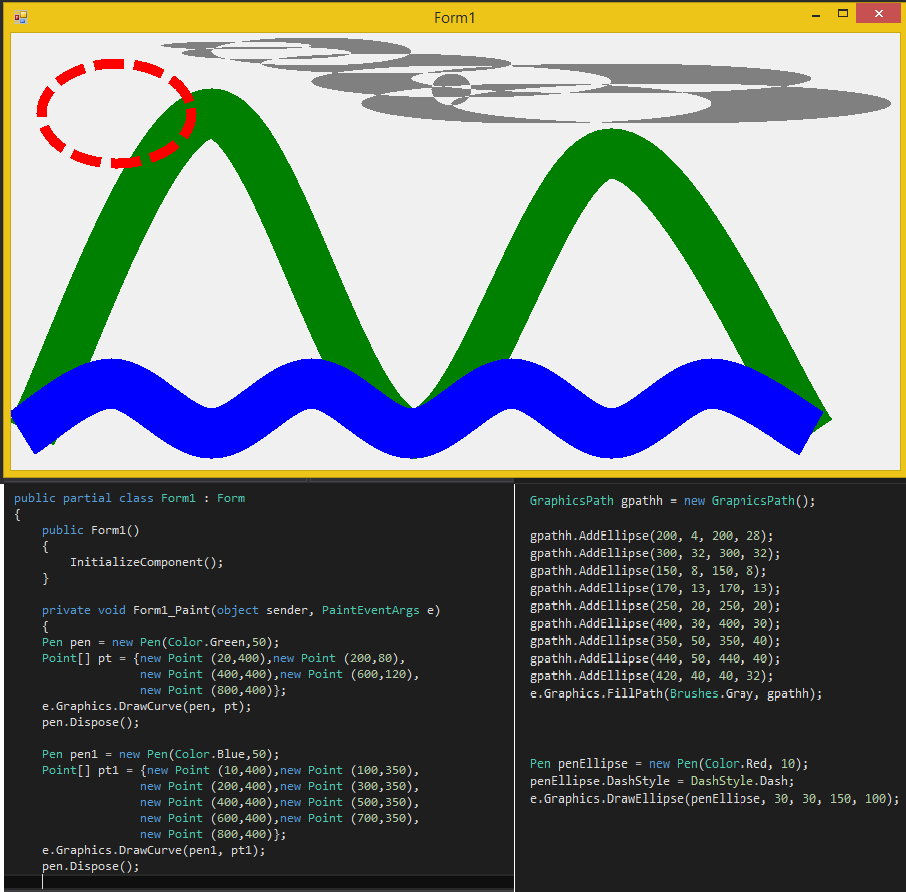 Form1
public partial class Form1 : Form
{
    public Form1()
    {
        InitializeComponent();
    }

    private void Form1_Paint(object sender, PaintEventArgs e)
    {
    Pen pen = new Pen(Color.Green,50);
    Point[] pt = {new Point (20,400),new Point (200,80),
                  new Point (400,400),new Point (600,120),
                  new Point (800,400)};
    e.Graphics.DrawCurve(pen, pt);
    pen.Dispose();

    Pen pen1 = new Pen(Color.Blue,50);
    Point[] pt1 = {new Point (10,400),new Point (100,350),
                  new Point (200,400),new Point (300,350),
                  new Point (400,400),new Point (500,350),
                  new Point (600,400),new Point (700,350),
                  new Point (800,400)};
    e.Graphics.DrawCurve(pen1, pt1);
    pen.Dispose();
GraphicsPath gpathh = new GraphicsPath();

gpathh.AddEllipse(200, 4, 200, 28);
gpathh.AddEllipse(300, 32, 300, 32);
gpathh.AddEllipse(150, 8, 150, 8);
gpathh.AddEllipse(170, 13, 170, 13);
gpathh.AddEllipse(250, 20, 250, 20);
gpathh.AddEllipse(400, 30, 400, 30);
gpathh.AddEllipse(350, 50, 350, 40);
gpathh.AddEllipse(440, 50, 440, 40);
gpathh.AddEllipse(420, 40, 40, 32);
e.Graphics.FillPath(Brushes.Gray, gpathh);

Pen penEllipse = new Pen(Color.Red, 10);
penEllipse.DashStyle = DashStyle.Dash;
e.Graphics.DrawEllipse(penEllipse, 30, 30, 150, 100);